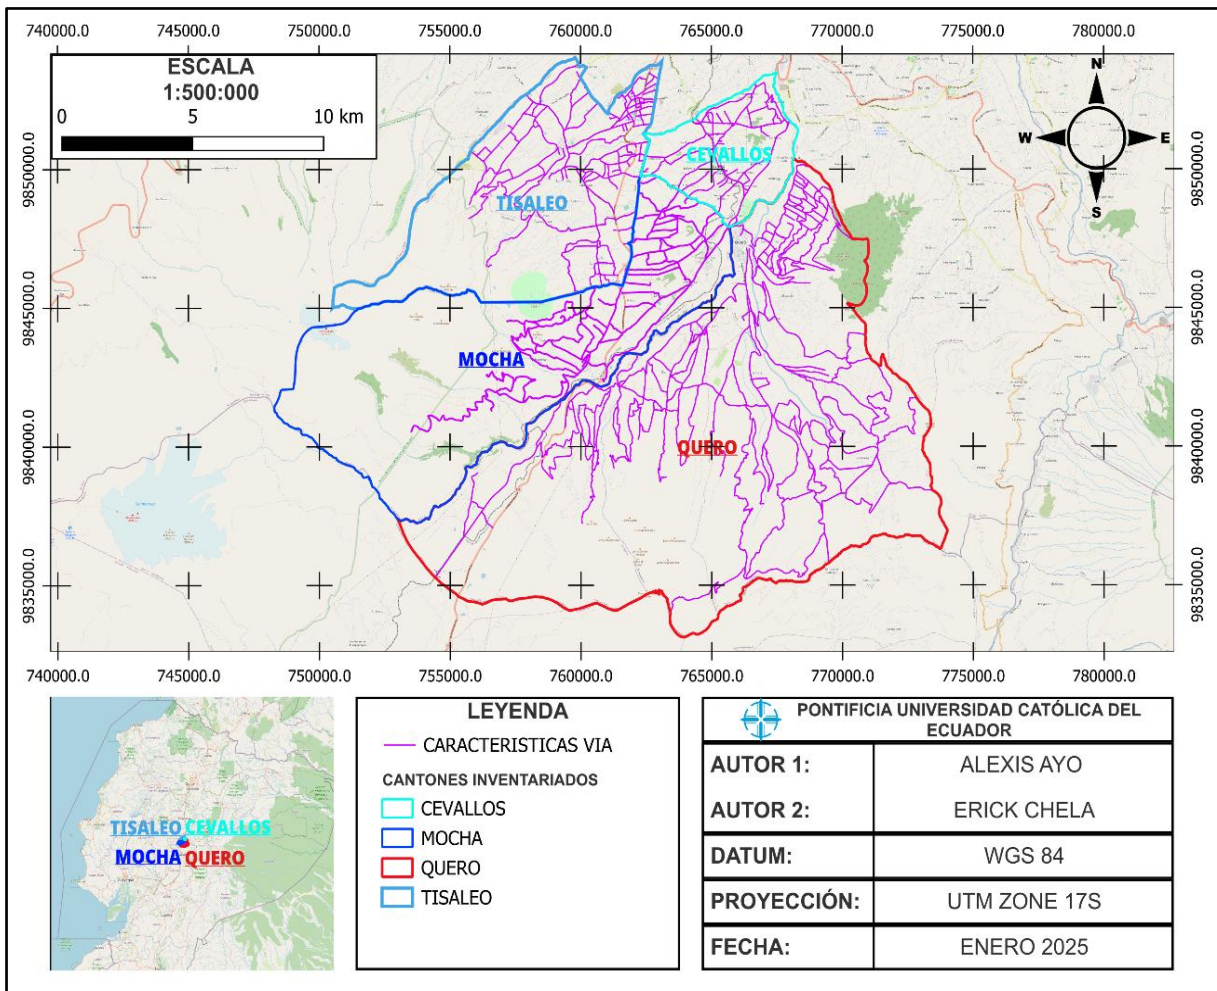 740000.0 745000.0 750000.0 755000.0 760000.0 765000.0 770000.0 775000.0 780000.0
ESCALA
1:500:000
0 5 10 km
N
W E
S
9850000.0 9850000.0
9845000.0 9845000.0
9840000.0 9840000.0
9835000.0 9835000.0
CEVALLOS
TISALEO
MOCHA
QUERO
740000.0 745000.0 750000.0 755000.0 760000.0 765000.0 770000.0 775000.0 780000.0
TISALEO CEVALLOS
MOCHA QUERO
LEYENDA
CARACTERISTICAS VIA
CANTONES INVENTARIADOS
CEVALLOS
MOCHA
QUERO
TISALEO
PONTIFICIA UNIVERSIDAD CATÓLICA DEL
ECUADOR
AUTOR 1: ALEXIS AYO
AUTOR 2: ERICK CHELA
DATUM: WGS 84
PROYECCIÓN: UTM ZONE 17S
FECHA: ENERO 2025